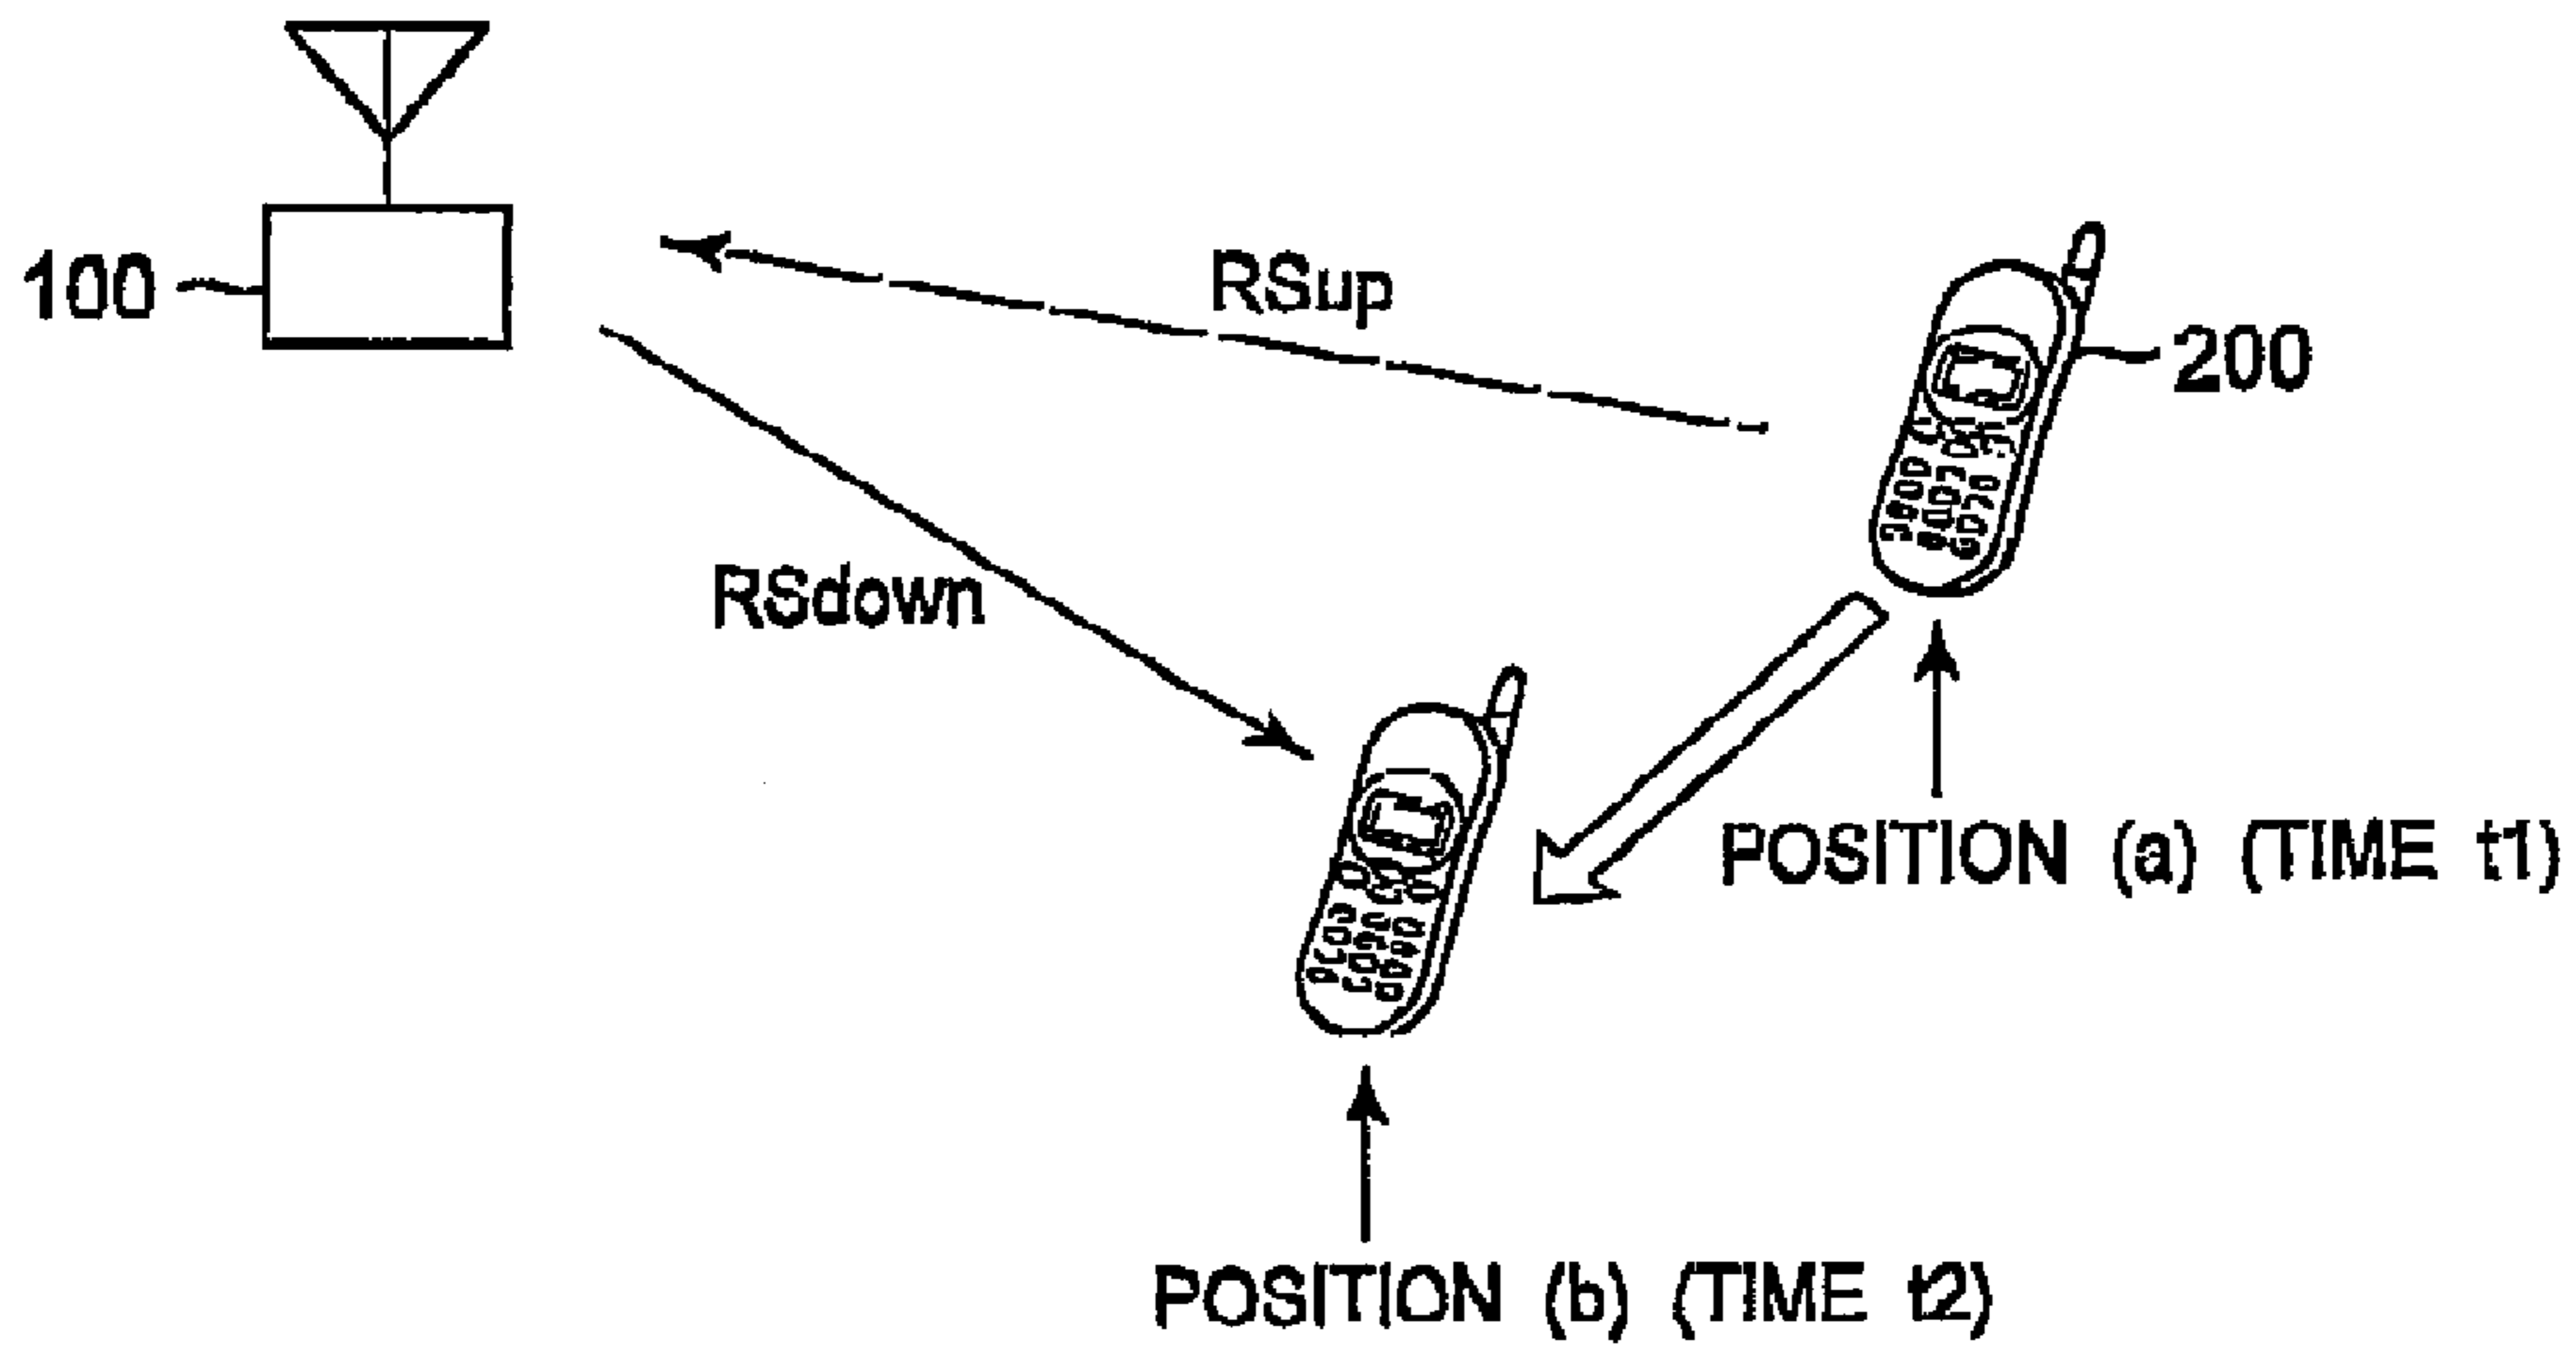 100
RSup
200
RSdown
POSITION (a) (TIME t1)
POSITION (b) (TIME t2)